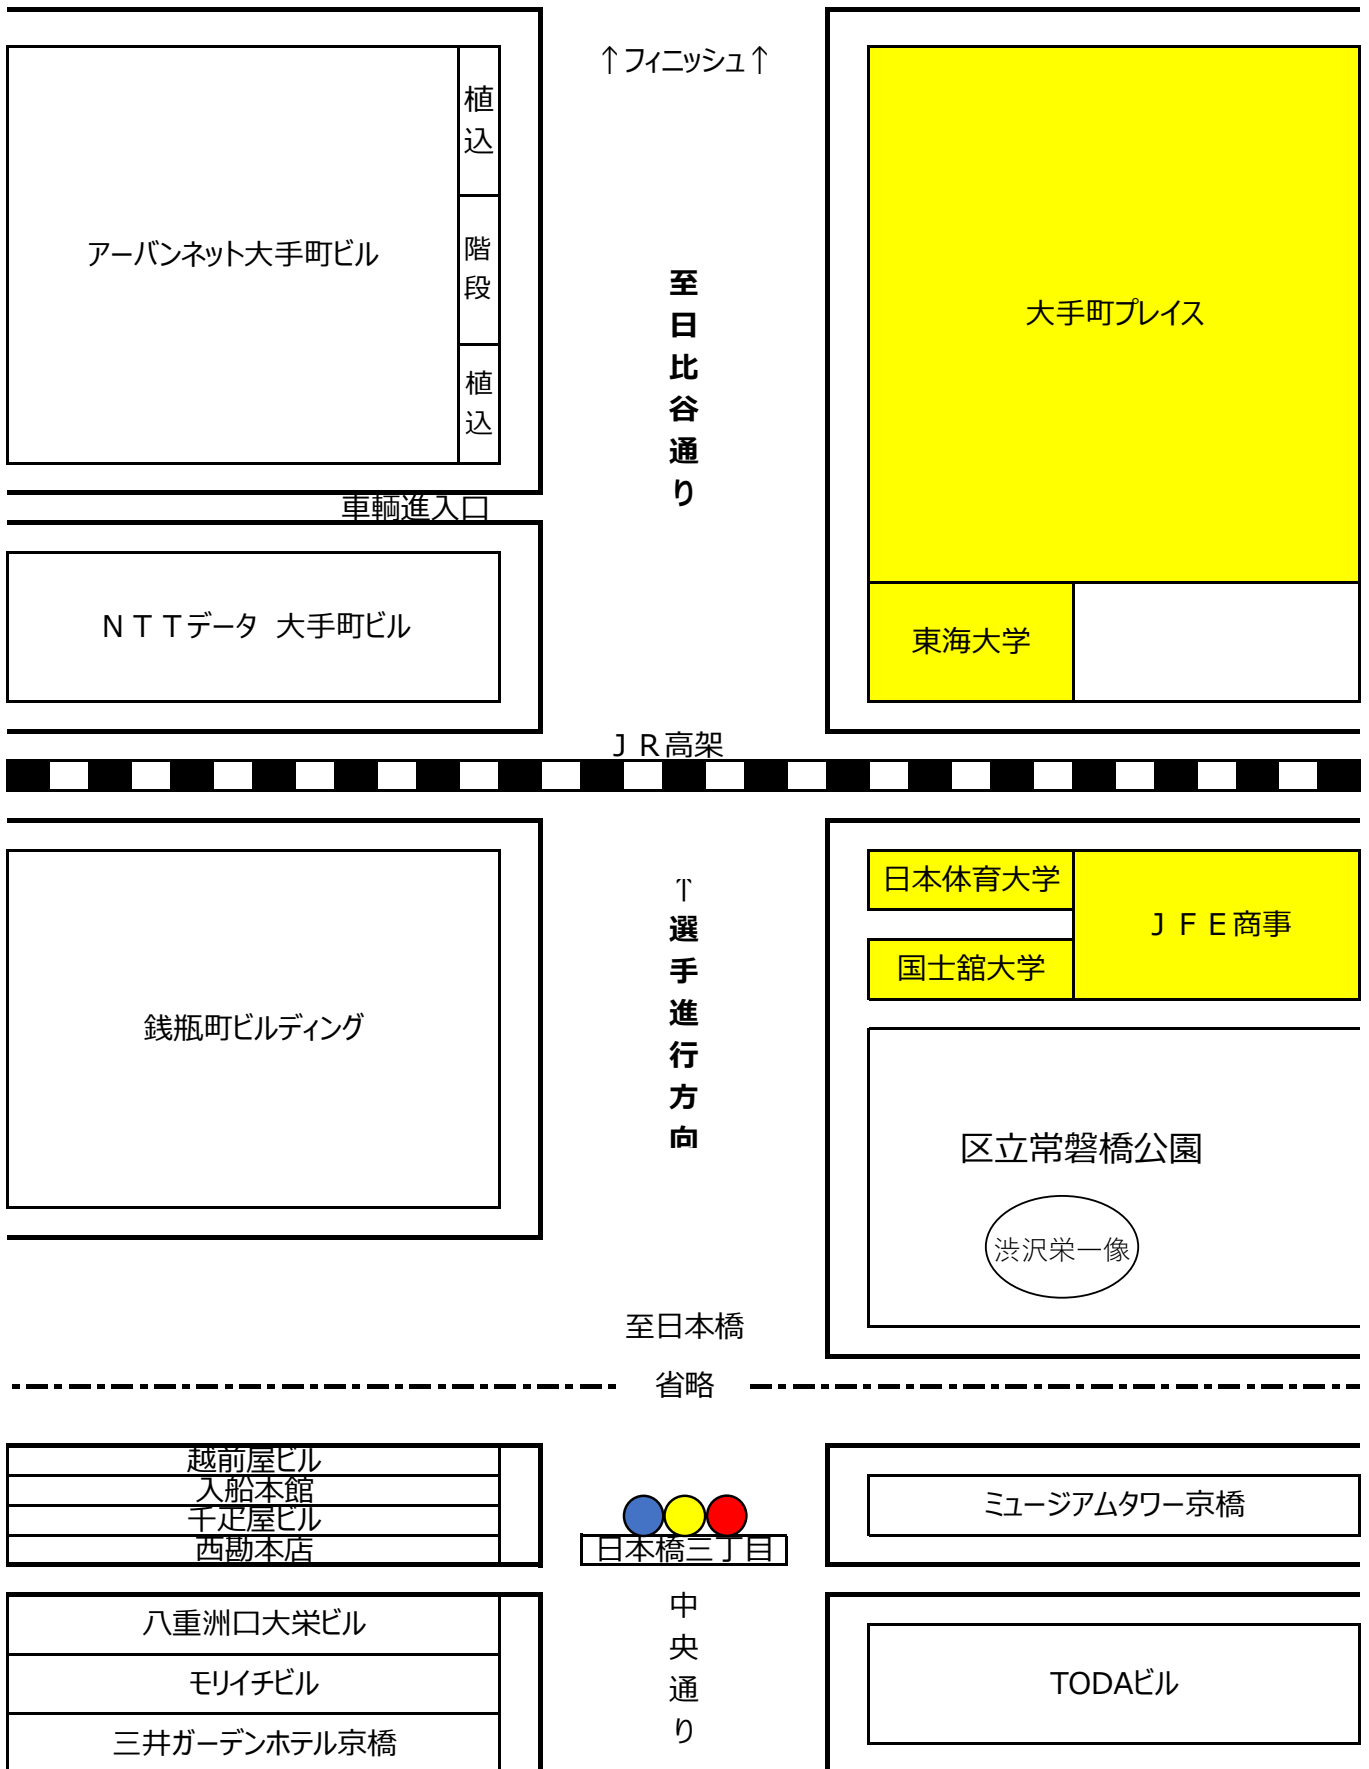 ↑フィニッシュ↑
植込
アーバンネット大手町ビル
階段
植込
至日比谷通り
大手町プレイス
車輌進入口
ＮＴＴデータ 大手町ビル
東海大学
ＪＲ高架
↑選手進行方向
日本体育大学
ＪＦＥ商事
国士舘大学
銭瓶町ビルディング
区立常磐橋公園
渋沢栄一像
至日本橋
省略
越前屋ビル
入船本館
千疋屋ビル
西勘本店
日本橋三丁目
ミュージアムタワー京橋
中央通り
八重洲口大栄ビル
モリイチビル
三井ガーデンホテル京橋
TODAビル